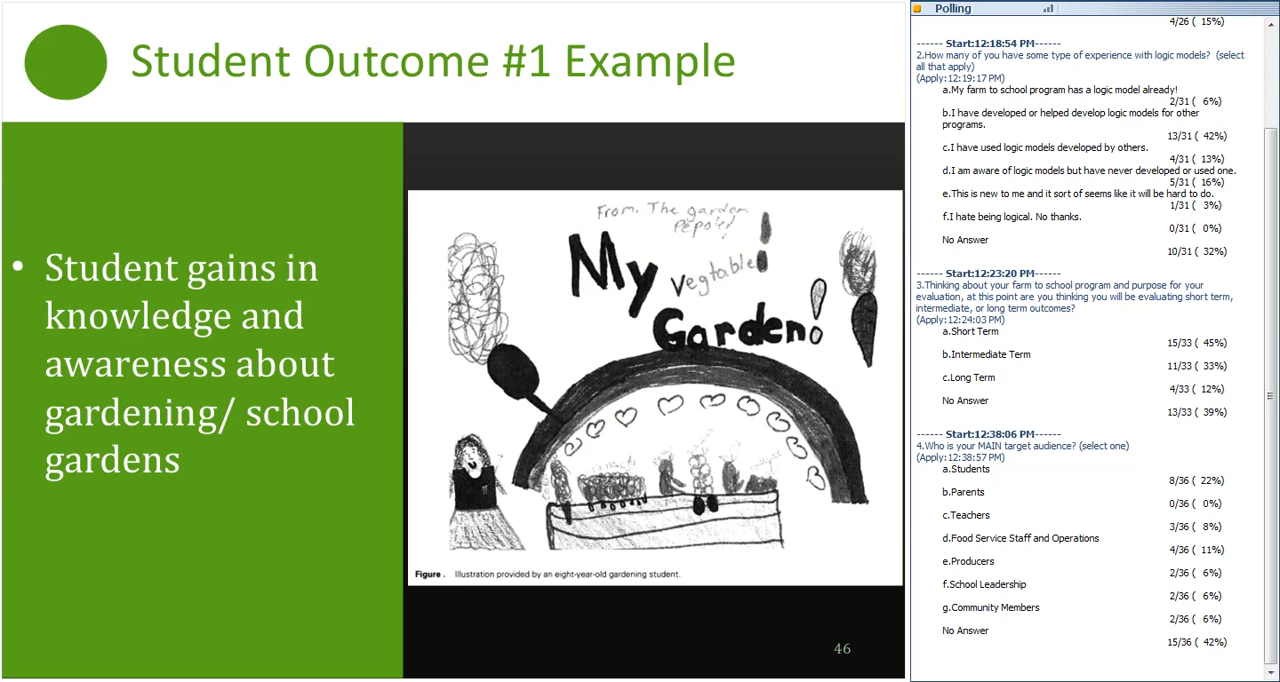 Student Outcome #1 Example
• Student gains in
knowledge and
awareness about
gardening/ school
gardens
From. The garden
Pepoley
My
Vegtable!
Garden!
Figure . Illustration provided by an eight-year-old gardening student.
46
Polling
4/26 ( 15%)
------ Start:12:18:54 PM------
2.How many of you have some type of experience with logic models?  (select
all that apply)
(Apply:12:19:17 PM)
a.My farm to school program has a logic model already!
2/31 (  6%)
b.I have developed or helped develop logic models for other
programs.
13/31 ( 42%)
c.I have used logic models developed by others.
4/31 ( 13%)
d.I am aware of logic models but have never developed or used one.
5/31 ( 16%)
e.This is new to me and it sort of seems like it will be hard to do.
1/31 (  3%)
f.I hate being logical. No thanks.
0/31 (  0%)
No Answer
10/31 ( 32%)
------ Start:12:23:20 PM------
3.Thinking about your farm to school program and purpose for your
evaluation, at this point are you thinking you will be evaluating short term,
intermediate, or long term outcomes?
(Apply:12:24:03 PM)
a.Short Term
15/33 ( 45%)
b.Intermediate Term
11/33 ( 33%)
c.Long Term
4/33 ( 12%)
No Answer
13/33 ( 39%)
------ Start:12:38:06 PM------
4.Who is your MAIN target audience? (select one)
(Apply:12:38:57 PM)
a.Students
8/36 ( 22%)
b.Parents
0/36 (  0%)
c.Teachers
3/36 (  8%)
d.Food Service Staff and Operations
4/36 ( 11%)
e.Producers
2/36 (  6%)
f.School Leadership
2/36 (  6%)
g.Community Members
2/36 (  6%)
No Answer
15/36 ( 42%)